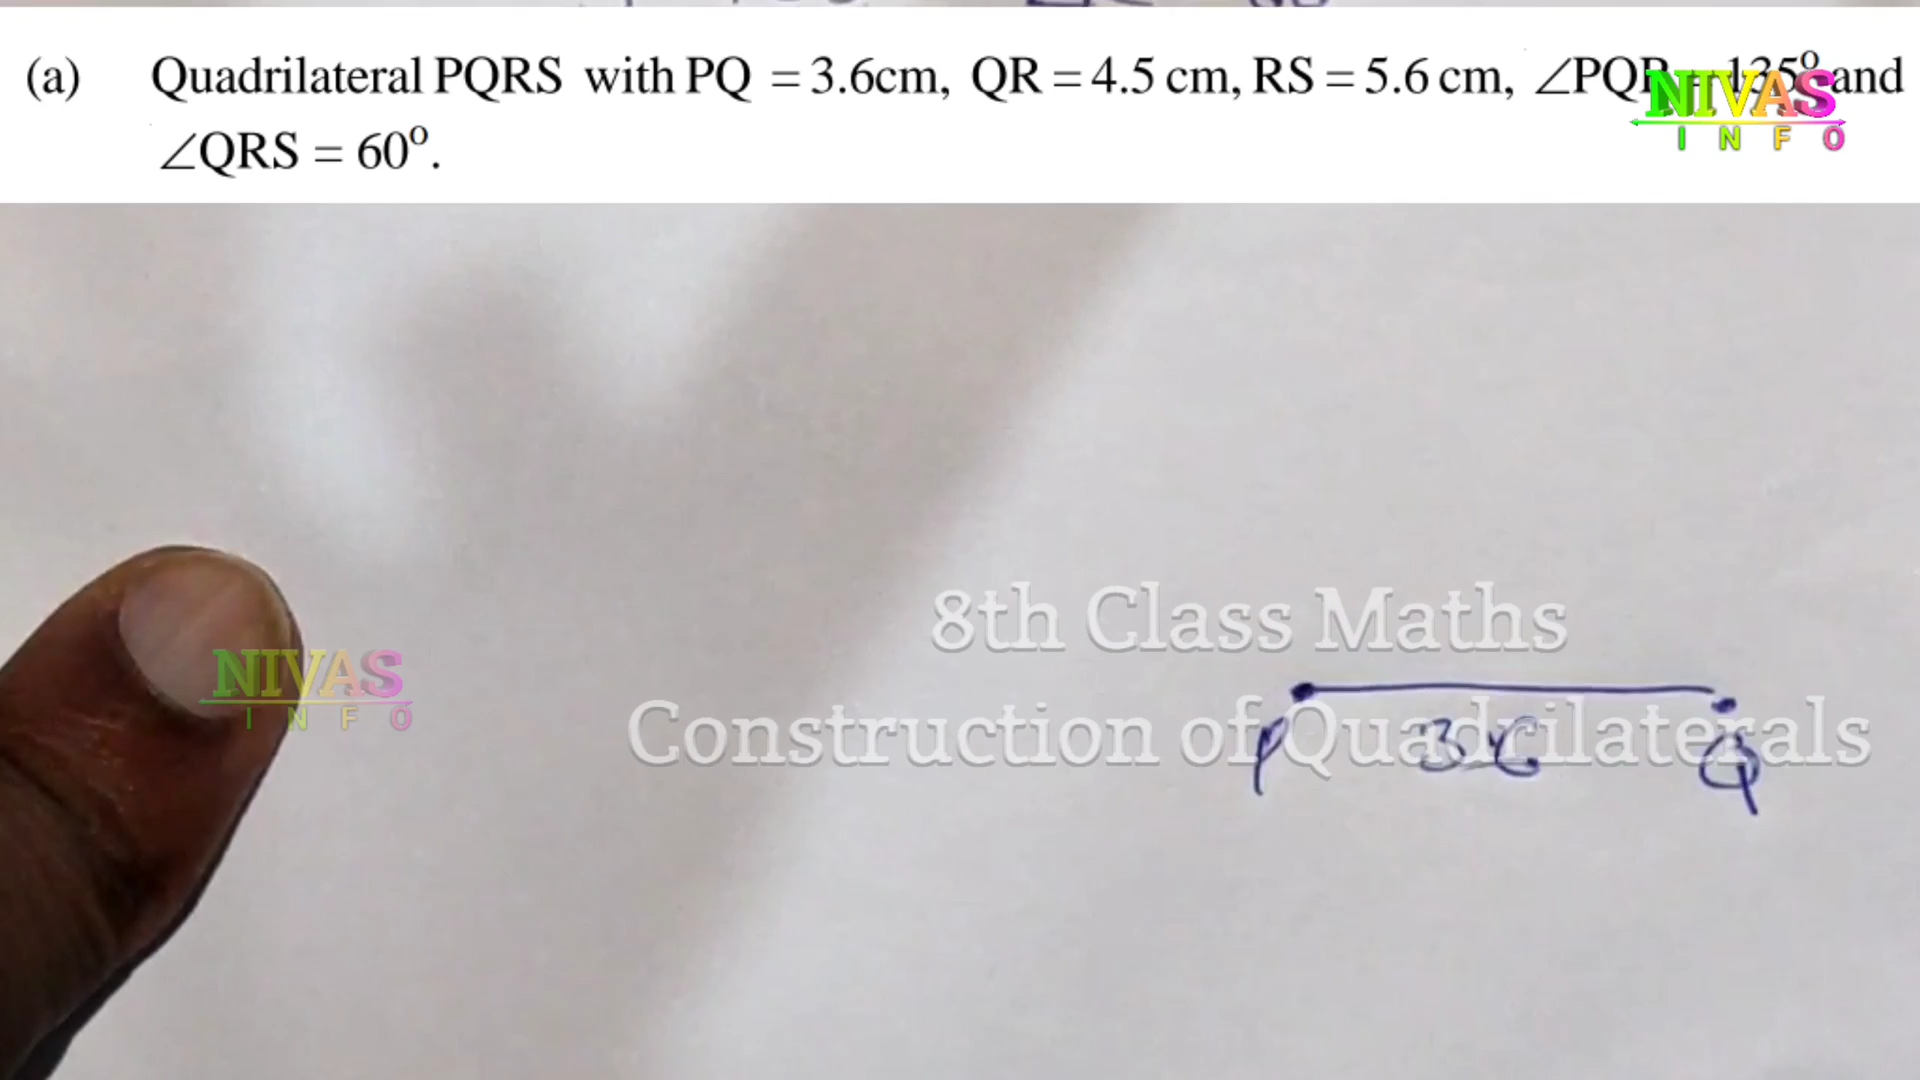 (a) Quadrilateral PQRS with PQ = 3.6cm, QR = 4.5 cm, RS = 5.6 cm, ∠PQR = 135° and
∠QRS = 60°.
NIVAS
INFO
8th Class Maths
NIVAS
INFO
Construction of Quadrilaterals
P 3.6 Q